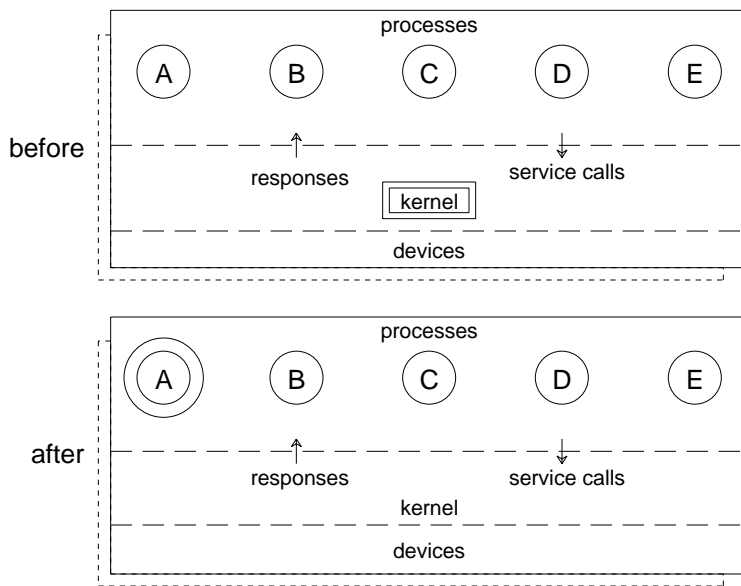 processes
A B C D E
before
responses service calls
kernel
devices
processes
A B C D E
after
responses service calls
kernel
devices